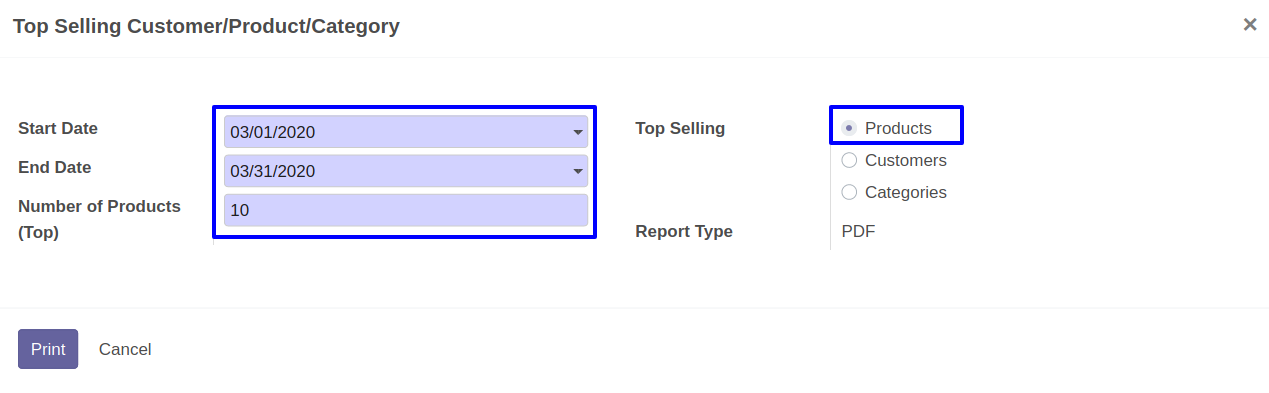 Top Selling Customer/Product/Category
×
Start Date
03/01/2020
End Date
03/31/2020
Number of Products
(Top)
10
Top Selling
Products
Customers
Categories
Report Type
PDF
Print
Cancel